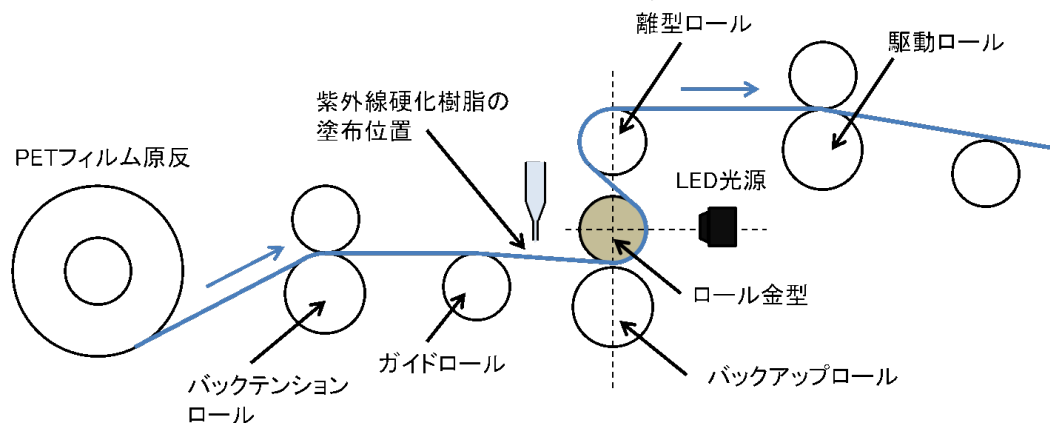 離型ロール
駆動ロール
紫外線硬化樹脂の
塗布位置
PETフィルム原反
LED光源
ロール金型
ガイドロール
バックアップロール
バックテンション
ロール